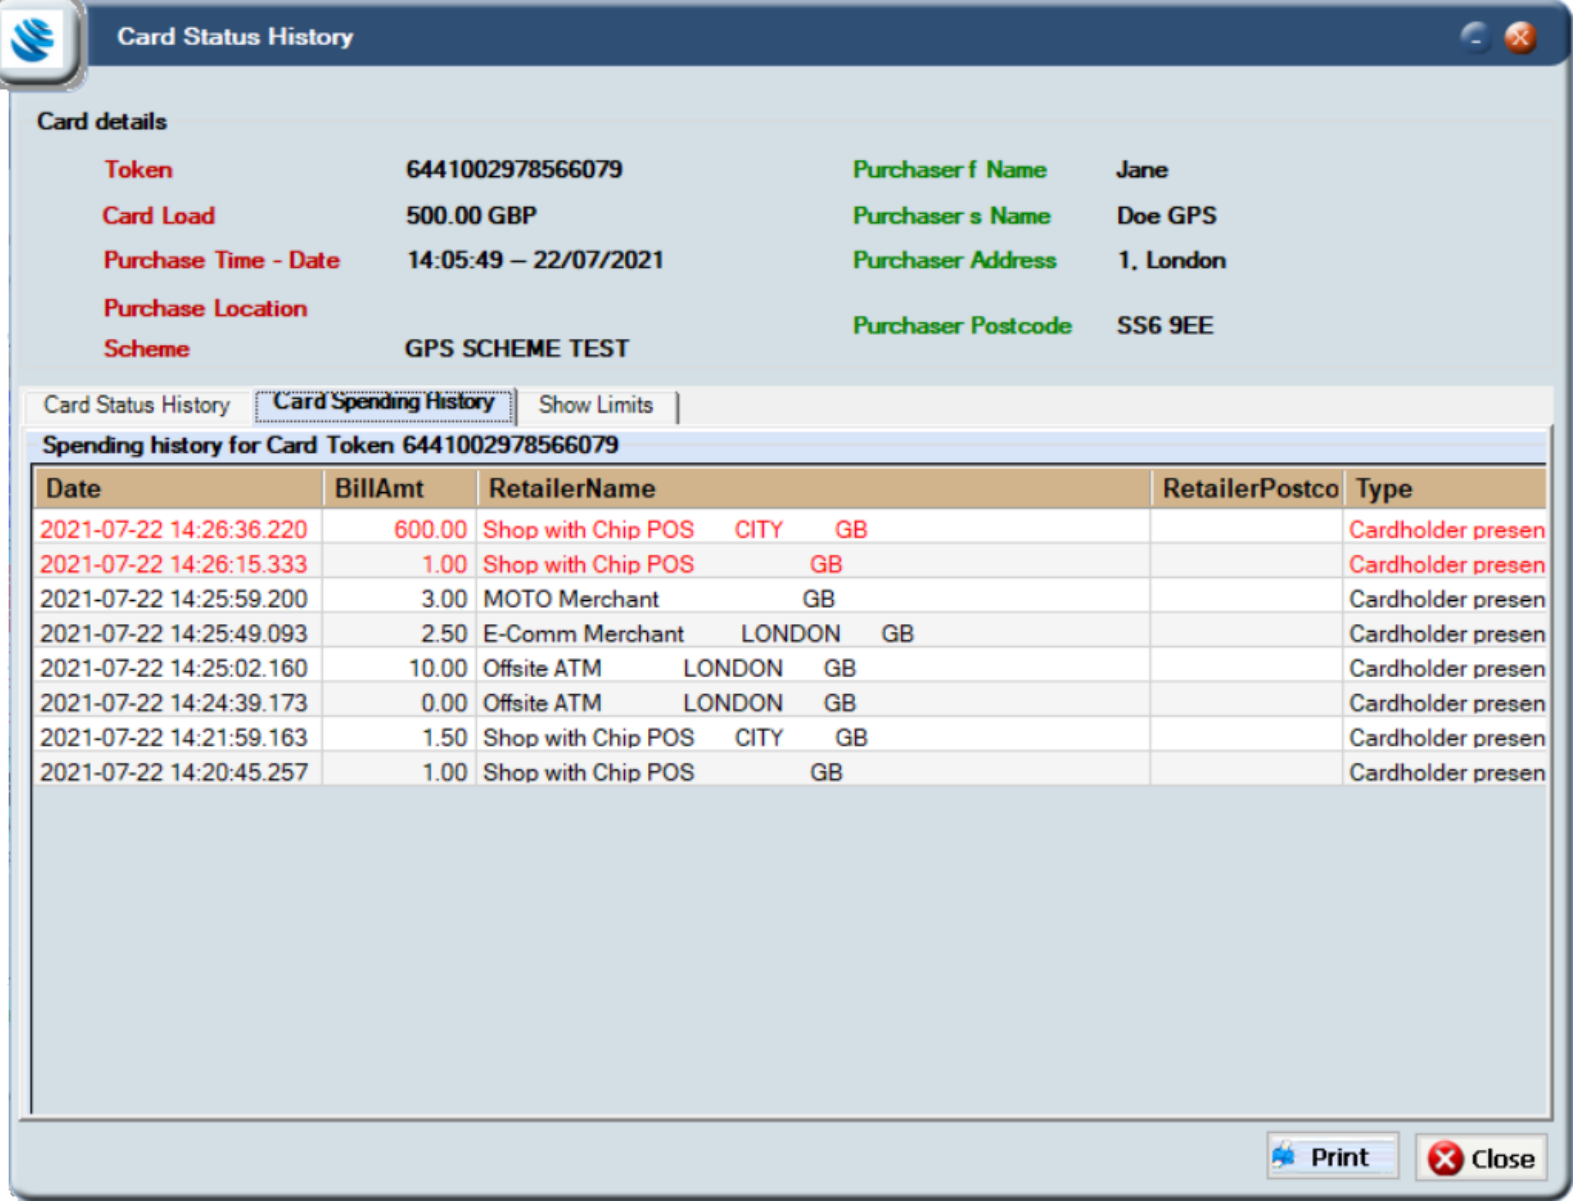 Card Status History
Card details
Token 6441002978566079 Purchaser f Name Jane
Card Load 500.00 GBP Purchaser s Name Doe GPS
Purchase Time - Date 14:05:49 – 22/07/2021 Purchaser Address 1, London
Purchase Location
Purchaser Postcode SS6 9EE
Scheme GPS SCHEME TEST
Card Status History Card Spending History Show Limits
Spending history for Card Token 6441002978566079
Date BillAmt RetailerName RetailerPostco Type
2021-07-22 14:26:36.220 600.00 Shop with Chip POS CITY GB Cardholder presen
2021-07-22 14:26:15.333 1.00 Shop with Chip POS GB Cardholder presen
2021-07-22 14:25:59.200 3.00 MOTO Merchant GB Cardholder presen
2021-07-22 14:25:49.093 2.50 E-Comm Merchant LONDON GB Cardholder presen
2021-07-22 14:25:02.160 10.00 Offsite ATM LONDON GB Cardholder presen
2021-07-22 14:24:39.173 0.00 Offsite ATM LONDON GB Cardholder presen
2021-07-22 14:21:59.163 1.50 Shop with Chip POS CITY GB Cardholder presen
2021-07-22 14:20:45.257 1.00 Shop with Chip POS GB Cardholder presen
Print Close